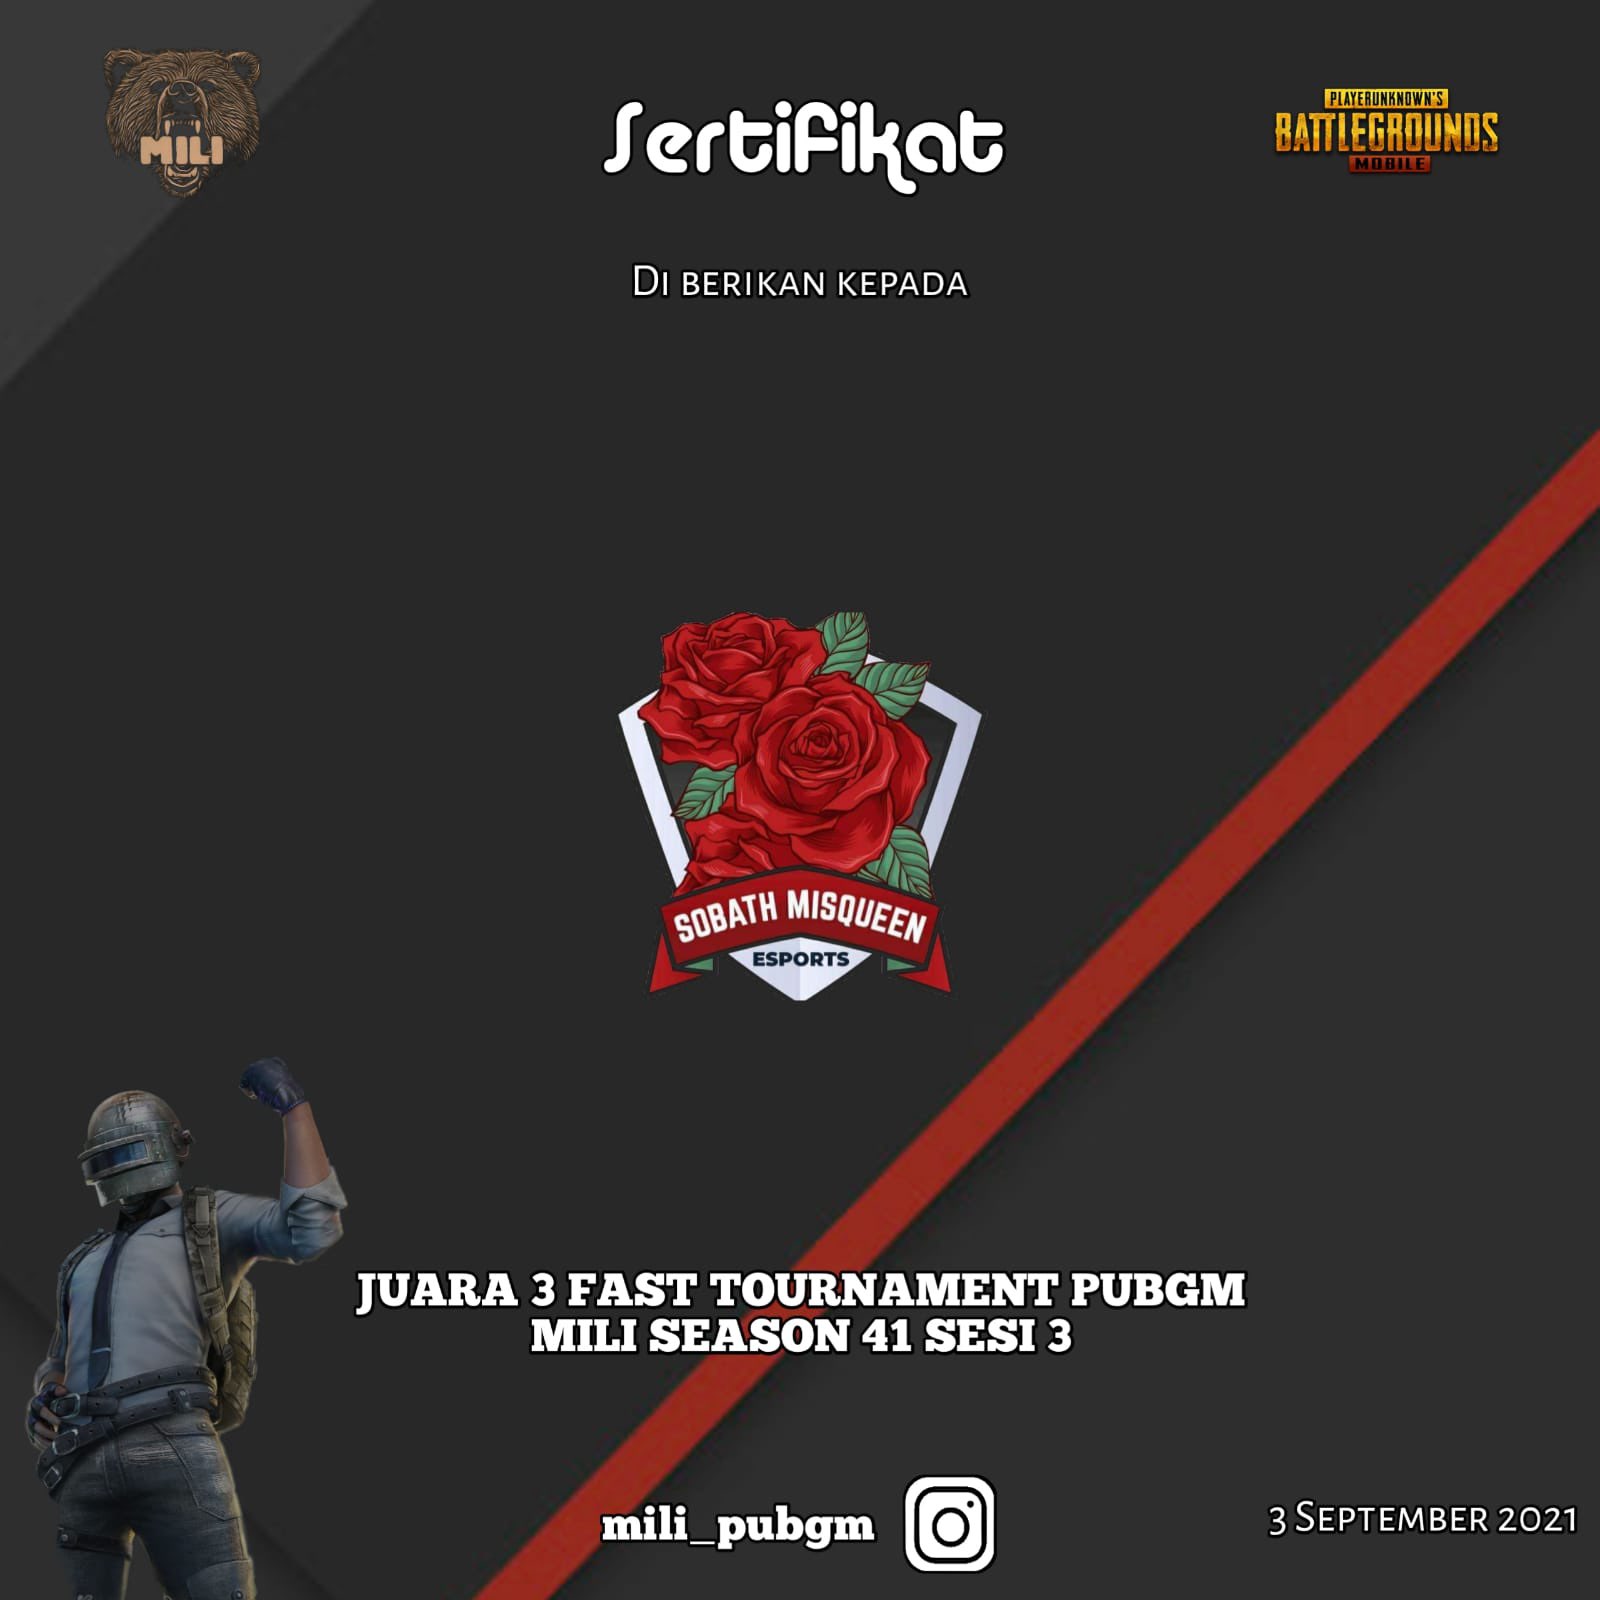 MILI
Sertifikat
PLAYERUNKNOWN'S
BATTLEGROUNDS
MOBILE
Di berikan kepada
SOBATH MISQUEEN
ESPORTS
JUARA 3 FAST TOURNAMENT PUBGM
MILI SEASON 41 SESI 3
mili_pubgm
3 September 2021